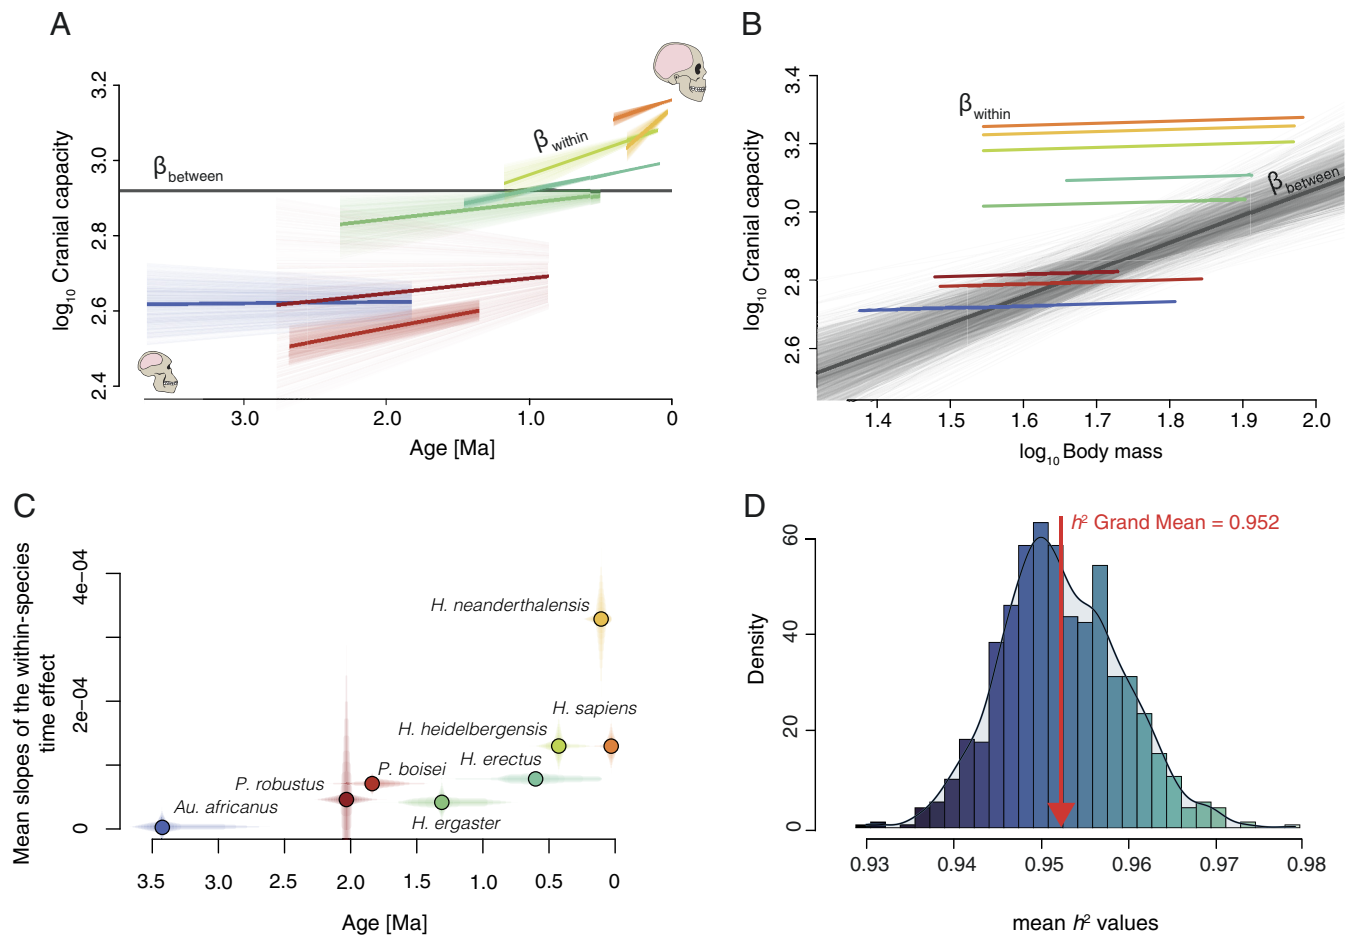 A
log₁₀ Cranial capacity
3.2
3.0
2.8
2.6
2.4
βbetween
βwithin
3.0
2.0
1.0
0
Age [Ma]
B
log₁₀ Cranial capacity
3.4
3.2
3.0
2.8
2.6
βwithin
βbetween
1.4
1.5
1.6
1.7
1.8
1.9
2.0
log₁₀ Body mass
C
Mean slopes of the within-species
time effect
4e−04
2e−04
0
H. neanderthalensis
H. sapiens
H. heidelbergensis
H. erectus
P. boisei
P. robustus
Au. africanus
H. ergaster
3.5
3.0
2.5
2.0
1.5
1.0
0.5
0
Age [Ma]
D
h² Grand Mean = 0.952
Density
60
40
20
0
0.93
0.94
0.95
0.96
0.97
0.98
mean h² values